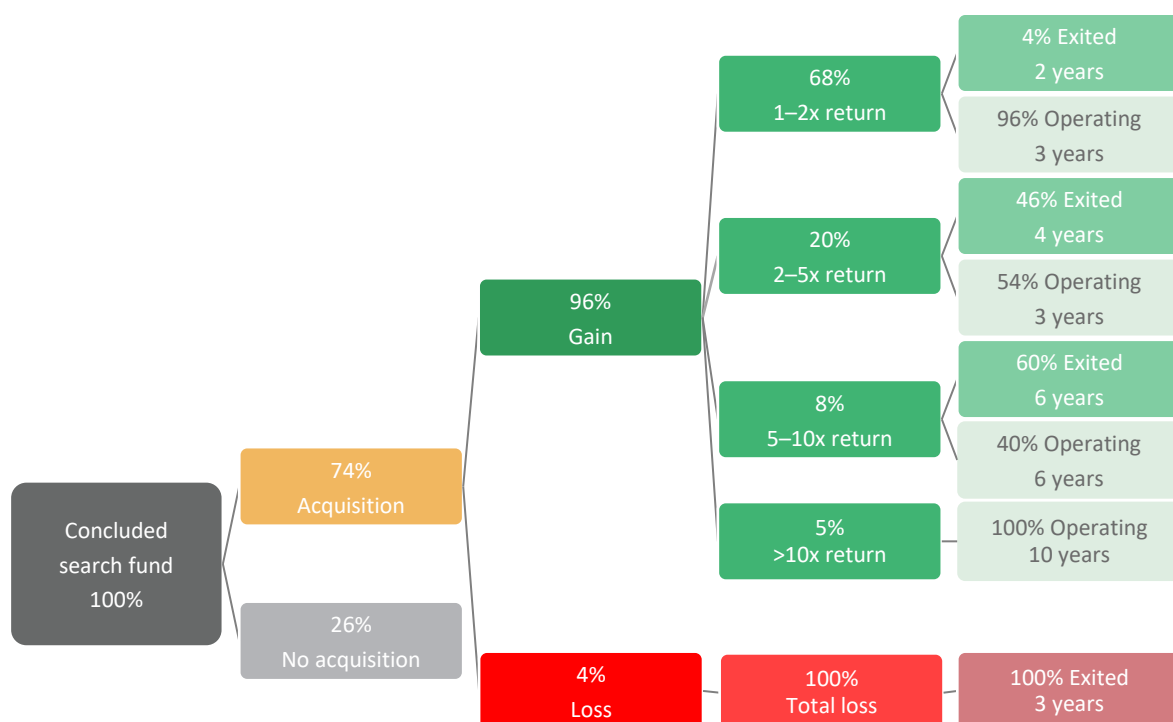 Concluded
search fund
100%
74%
Acquisition
26%
No acquisition
96%
Gain
4%
Loss
68%
1–2x return
20%
2–5x return
8%
5–10x return
5%
>10x return
100%
Total loss
4% Exited
2 years
96% Operating
3 years
46% Exited
4 years
54% Operating
3 years
60% Exited
6 years
40% Operating
6 years
100% Operating
10 years
100% Exited
3 years